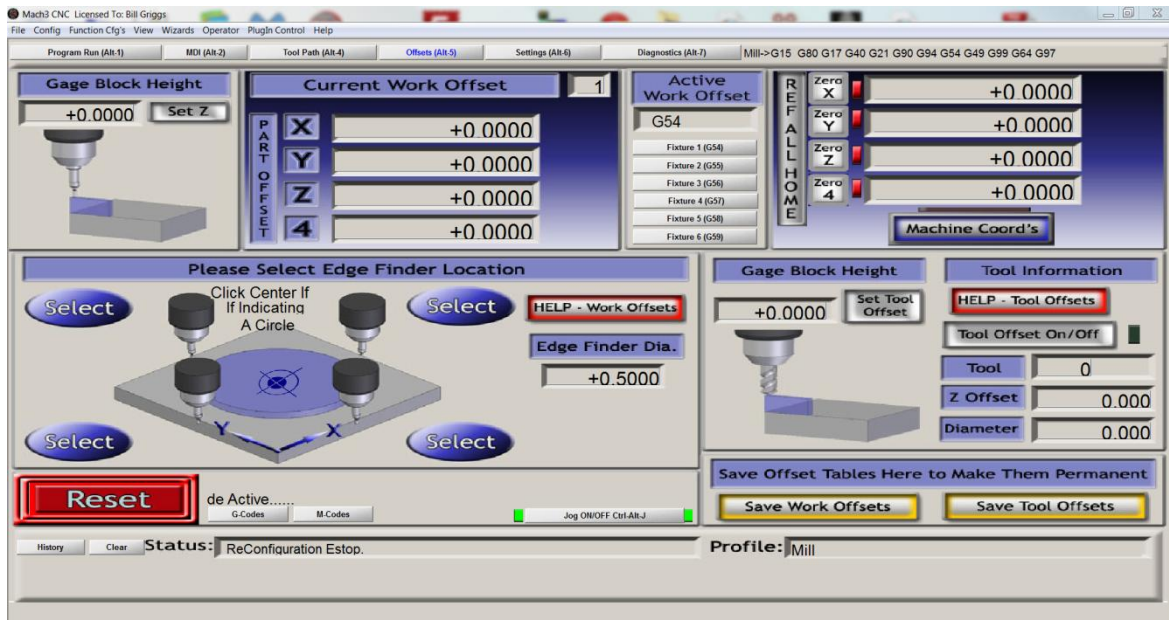 Mach3 CNC Licensed To: Bill Griggs
File Config Function Cfg's View Wizards Operator PlugIn Control Help
Program Run (Alt-1) MDI (Alt-2) Tool Path (Alt-4) Offsets (Alt-5) Settings (Alt-6) Diagnostics (Alt-7) Mill->G15 G80 G17 G40 G21 G90 G94 G54 G49 G99 G64 G97
Gage Block Height
+0.0000 Set Z
Current Work Offset 1
PART OFFSET
X +0.0000
Y +0.0000
Z +0.0000
4 +0.0000
Active
Work Offset
G54
Fixture 1 (G54)
Fixture 2 (G55)
Fixture 3 (G56)
Fixture 4 (G57)
Fixture 5 (G58)
Fixture 6 (G59)
REF ALL HOME
Zero X +0.0000
Zero Y +0.0000
Zero Z +0.0000
Zero 4 +0.0000
Machine Coord's
Please Select Edge Finder Location
Select
Click Center If
If Indicating
A Circle
Select
HELP - Work Offsets
Edge Finder Dia.
+0.5000
Y X
Select
Select
Gage Block Height
+0.0000 Set Tool
Offset
Tool Information
HELP - Tool Offsets
Tool Offset On/Off
Tool 0
Z Offset 0.000
Diameter 0.000
Reset
de Active......
G-Codes M-Codes
Jog ON/OFF Ctrl-Alt-J
Save Offset Tables Here to Make Them Permanent
Save Work Offsets Save Tool Offsets
History Clear Status: ReConfiguration Estop.
Profile: Mill